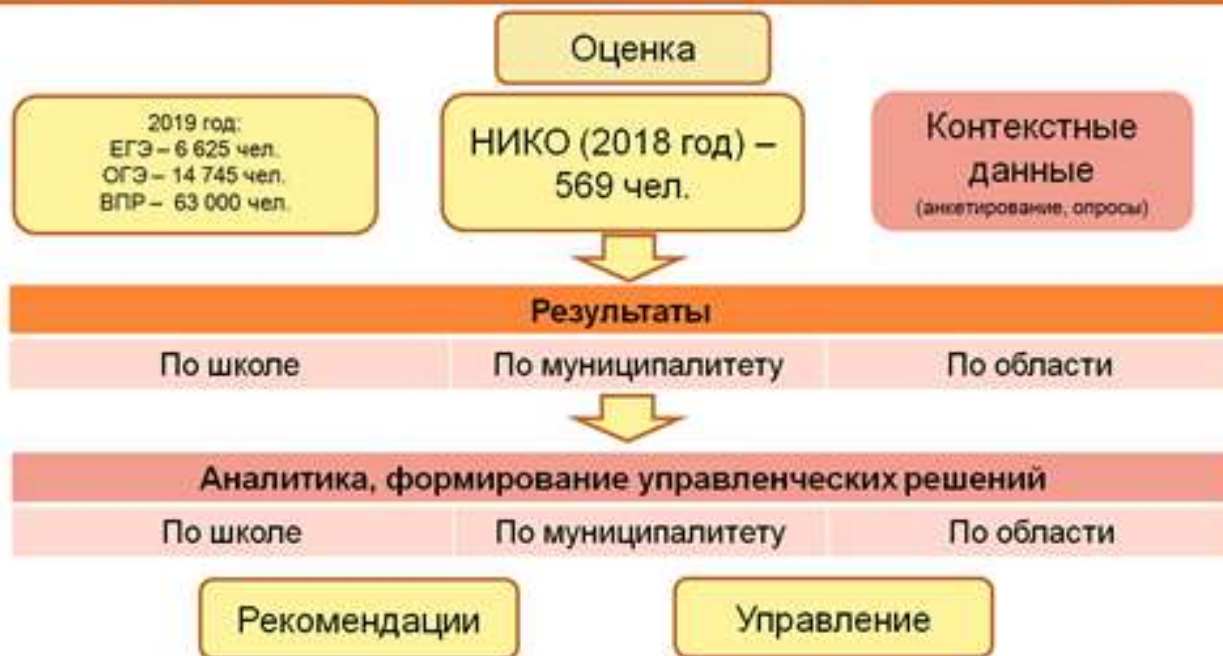 Оценка
2019 год:
ЕГЭ – 6 625 чел.
ОГЭ – 14 745 чел.
ВПР – 63 000 чел.
НИКО (2018 год) –
569 чел.
Контекстные
данные
(анкетирование, опросы)
Результаты
По школе
По муниципалитету
По области
Аналитика, формирование управленческих решений
По школе
По муниципалитету
По области
Рекомендации
Управление